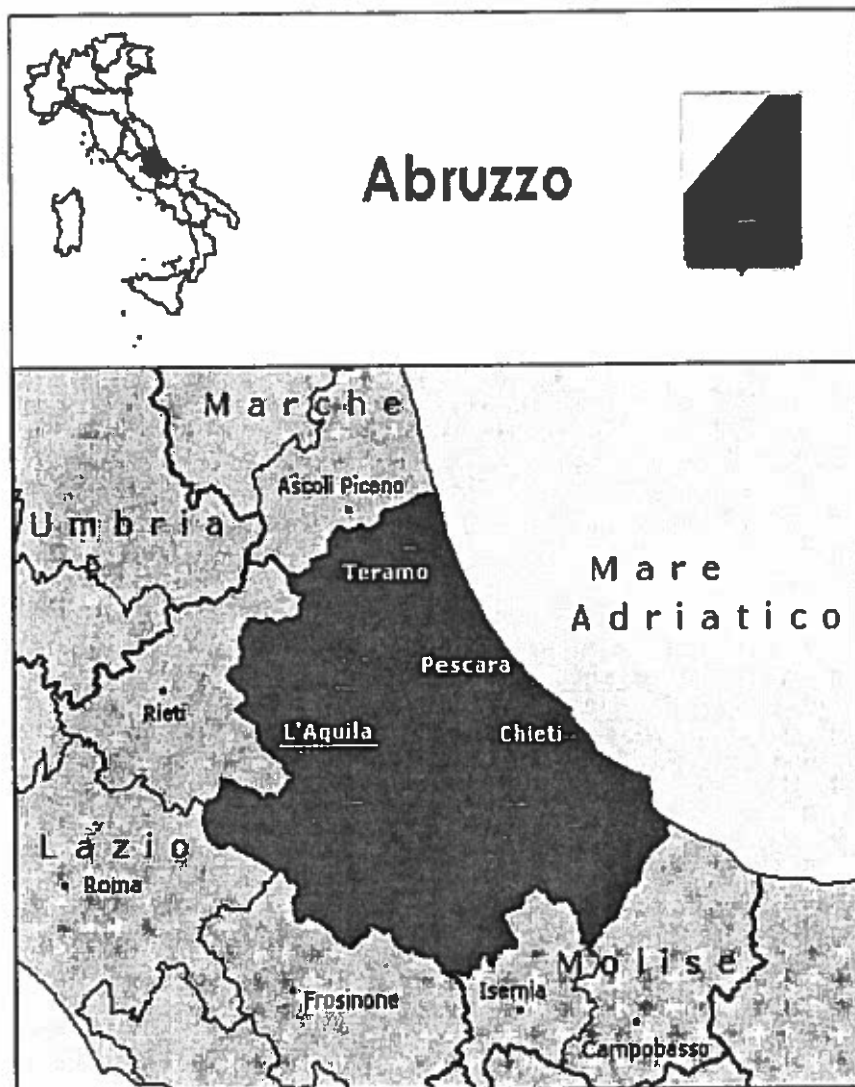 Abruzzo
Marche
Ascoli Piceno
Umbria
Teramo
Mare
Adriatico
Pescara
Rieti
L'Aquila
Chieti
Lazio
Roma
Molise
Frosinone
Isernia
Campobasso